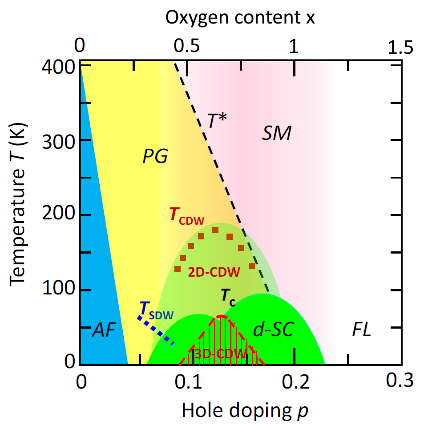 Oxygen content x
0 0.5 1 1.5
400
300
200
100
0
Temperature T (K)
T*
SM
PG
TCDW
2D-CDW
TSDW
Tc
AF
d-SC
FL
3D-CDW
0 0.1 0.2 0.3
Hole doping p